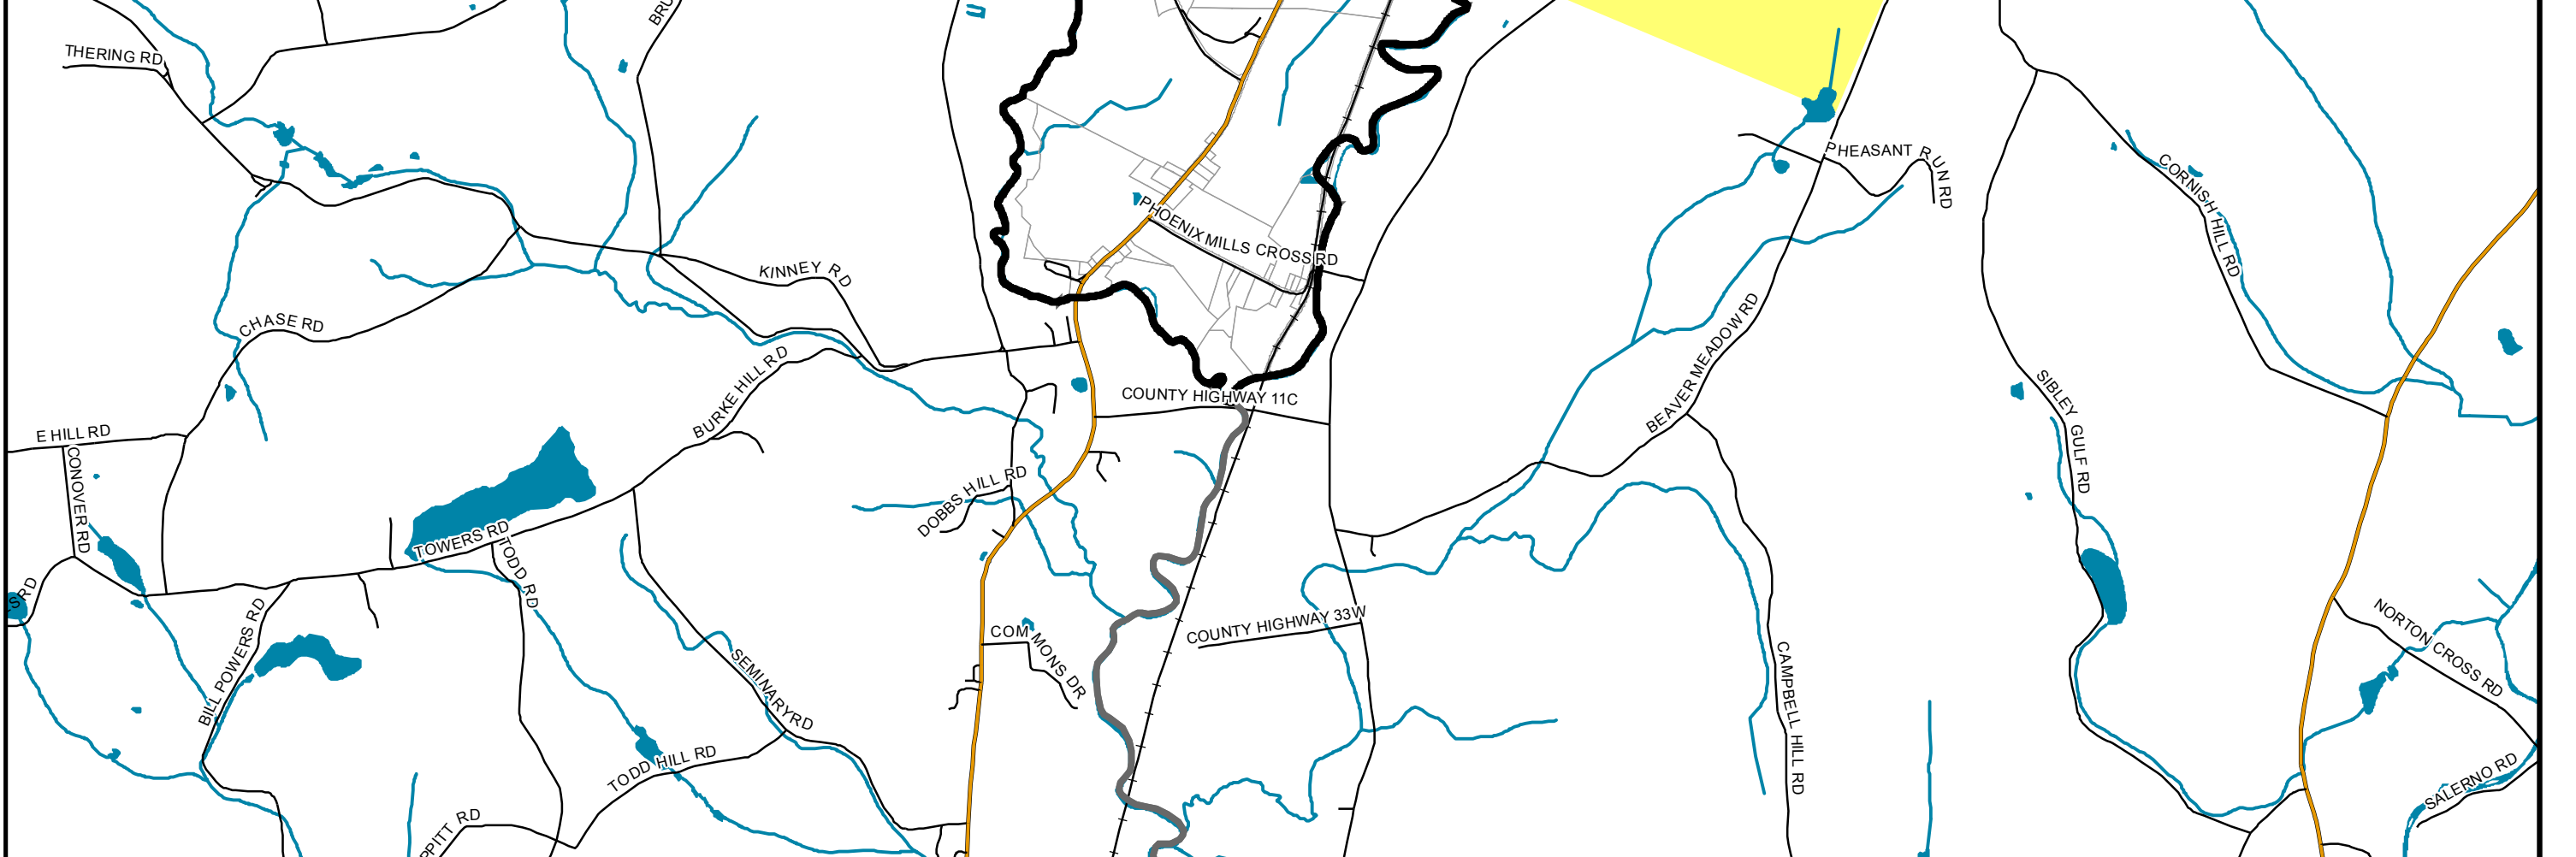 THERING RD
PHEASANT RUN RD
CORNISH HILL RD
PHOENIX MILLS CROSS RD
KINNEY RD
CHASE RD
BURKE HILL RD
BEAVER MEADOW RD
COUNTY HIGHWAY 11C
SIBLEY GULF RD
E HILL RD
CONOVER RD
DOBBS HILL RD
TOWERS RD
TODD RD
BILL POWERS RD
COMMONS DR
COUNTY HIGHWAY 33W
NORTON CROSS RD
SEMINARY RD
CAMPBELL HILL RD
TODD HILL RD
SALERNO RD
RD